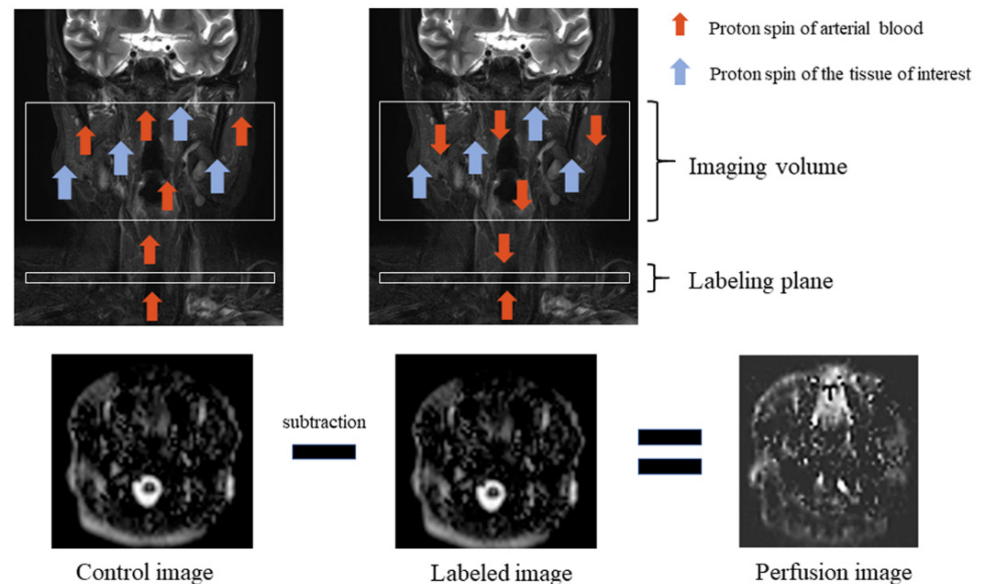 Proton spin of arterial blood
Proton spin of the tissue of interest
Imaging volume
Labeling plane
subtraction
Control image
Labeled image
Perfusion image